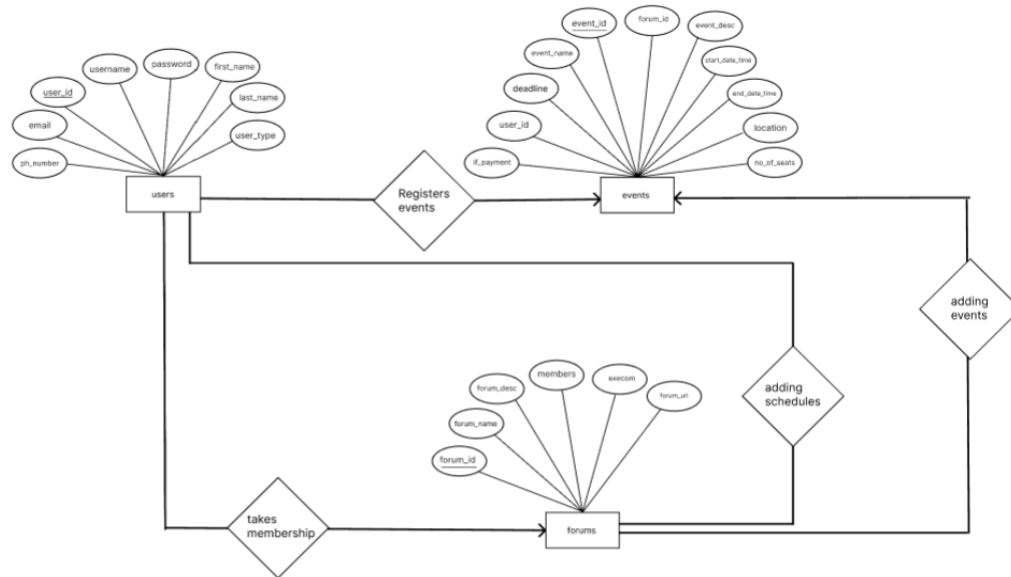 event_id
forum_id
event_desc
event_name
start_date_time
username
password
first_name
user_id
deadline
end_date_time
last_name
email
user_id
location
user_type
ph_number
if_payment
no_of_seats
users
Registers
events
events
adding
events
members
execom
forum_desc
forum_url
adding
schedules
forum_name
forum_id
takes
membership
forums